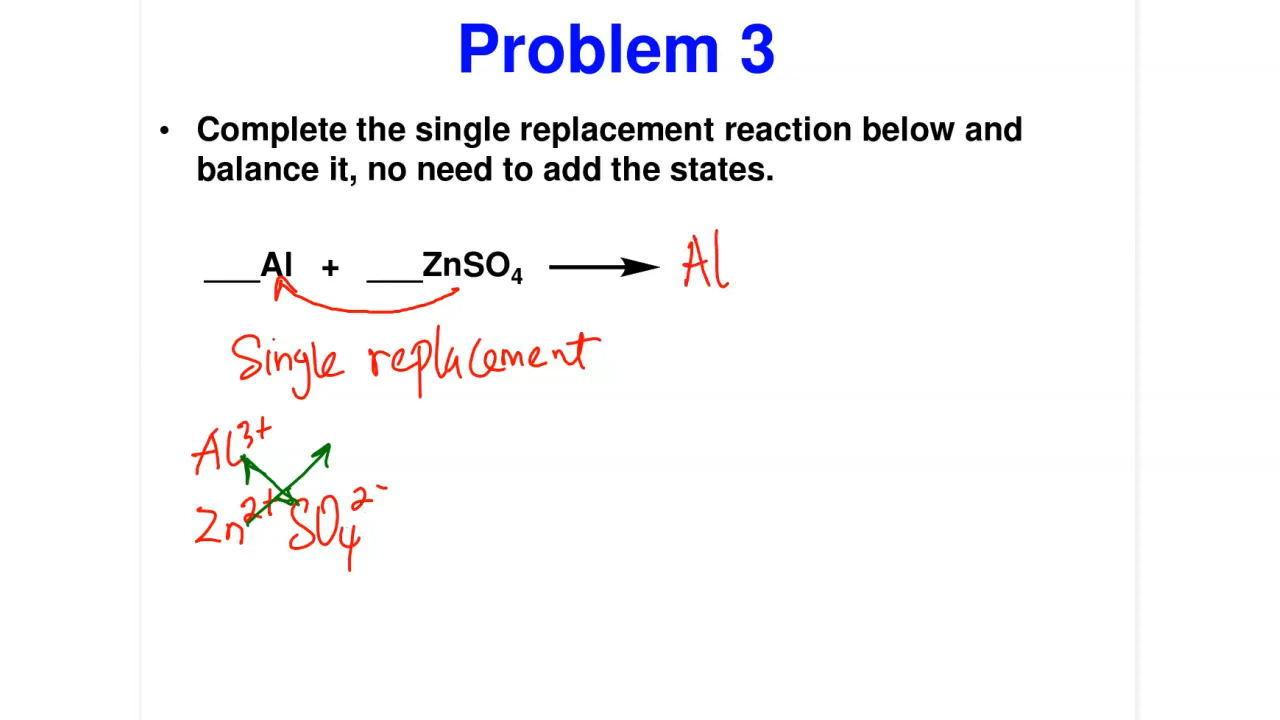 Problem 3
• Complete the single replacement reaction below and
balance it, no need to add the states.
___Al + ___ZnSO₄ ⟶ Al
Single replacement
Al³⁺
Zn²⁺ SO₄²⁻